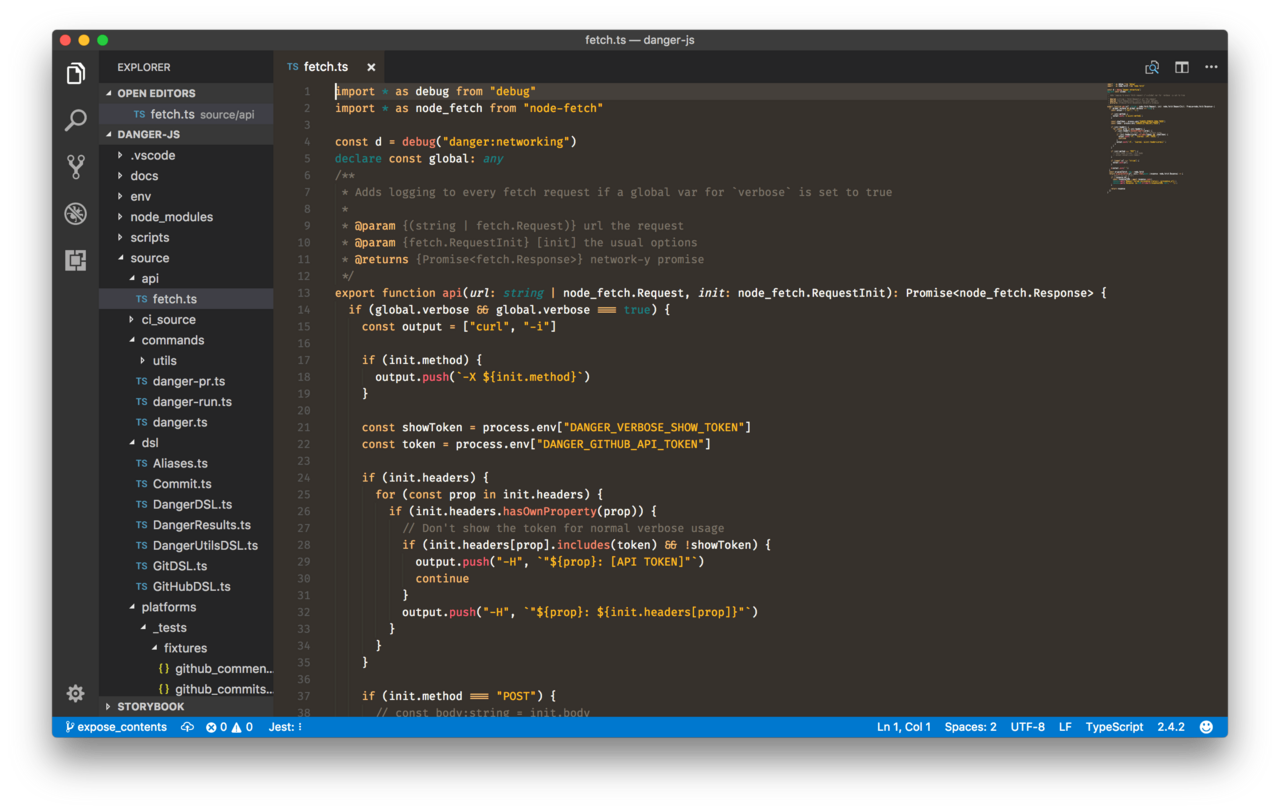 fetch.ts — danger-js
EXPLORER
OPEN EDITORS
TS fetch.ts source/api
DANGER-JS
.vscode
docs
env
node_modules
scripts
source
api
TS fetch.ts
ci_source
commands
utils
TS danger-pr.ts
TS danger-run.ts
TS danger.ts
dsl
TS Aliases.ts
TS Commit.ts
TS DangerDSL.ts
TS DangerResults.ts
TS DangerUtilsDSL.ts
TS GitDSL.ts
TS GitHubDSL.ts
platforms
_tests
fixtures
{} github_commen...
{} github_commits...
STORYBOOK
TS fetch.ts ×
1 import * as debug from "debug"
2 import * as node_fetch from "node-fetch"
3
4 const d = debug("danger:networking")
5 declare const global: any
6 /**
7 * Adds logging to every fetch request if a global var for `verbose` is set to true
8 *
9 * @param {(string | fetch.Request)} url the request
10 * @param {fetch.RequestInit} [init] the usual options
11 * @returns {Promise<fetch.Response>} network-y promise
12 */
13 export function api(url: string | node_fetch.Request, init: node_fetch.RequestInit): Promise<node_fetch.Response> {
14 if (global.verbose && global.verbose === true) {
15 const output = ["curl", "-i"]
16
17 if (init.method) {
18 output.push(`-X ${init.method}`)
19 }
20
21 const showToken = process.env["DANGER_VERBOSE_SHOW_TOKEN"]
22 const token = process.env["DANGER_GITHUB_API_TOKEN"]
23
24 if (init.headers) {
25 for (const prop in init.headers) {
26 if (init.headers.hasOwnProperty(prop)) {
27 // Don't show the token for normal verbose usage
28 if (init.headers[prop].includes(token) && !showToken) {
29 output.push("-H", `"${prop}: [API TOKEN]"`)
30 continue
31 }
32 output.push("-H", `"${prop}: ${init.headers[prop]}"`)
33 }
34 }
35 }
36
37 if (init.method === "POST") {
38 // const body:string = init.body
expose_contents 0 0 Jest: ⁝
Ln 1, Col 1 Spaces: 2 UTF-8 LF TypeScript 2.4.2